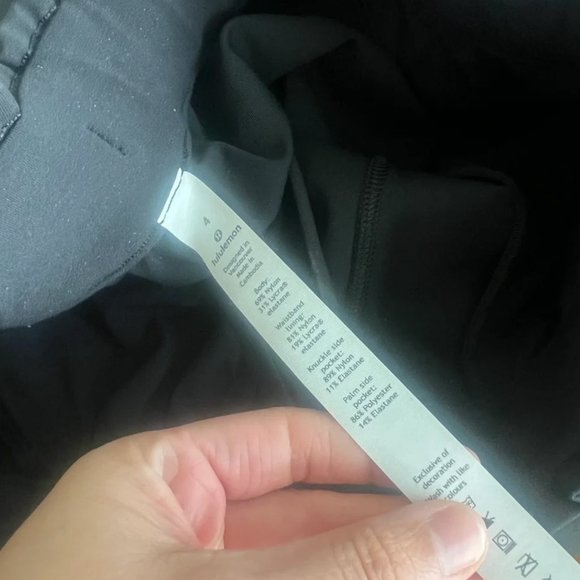 4
lululemon
Designed in
Vancouver
Made in
Cambodia
Body:
69% Nylon
31% Lycra®
elastane
Waistband
lining:
81% Nylon
19% Lycra®
elastane
Knuckle side
pocket:
89% Nylon
11% Elastane
Palm side
pocket:
86% Polyester
14% Elastane
Exclusive of
decoration
Wash with like
colours